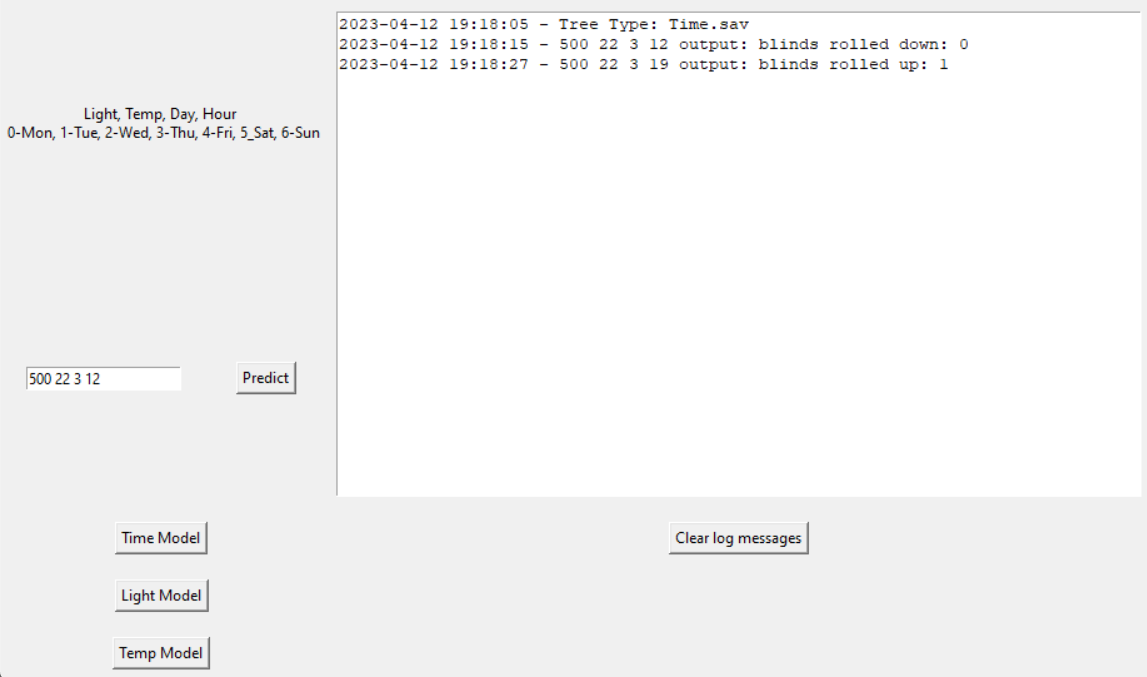 2023-04-12 19:18:05 - Tree Type: Time.sav
2023-04-12 19:18:15 - 500 22 3 12 output: blinds rolled down: 0
2023-04-12 19:18:27 - 500 22 3 19 output: blinds rolled up: 1
Light, Temp, Day, Hour
0-Mon, 1-Tue, 2-Wed, 3-Thu, 4-Fri, 5_Sat, 6-Sun
500 22 3 12
Predict
Time Model
Clear log messages
Light Model
Temp Model